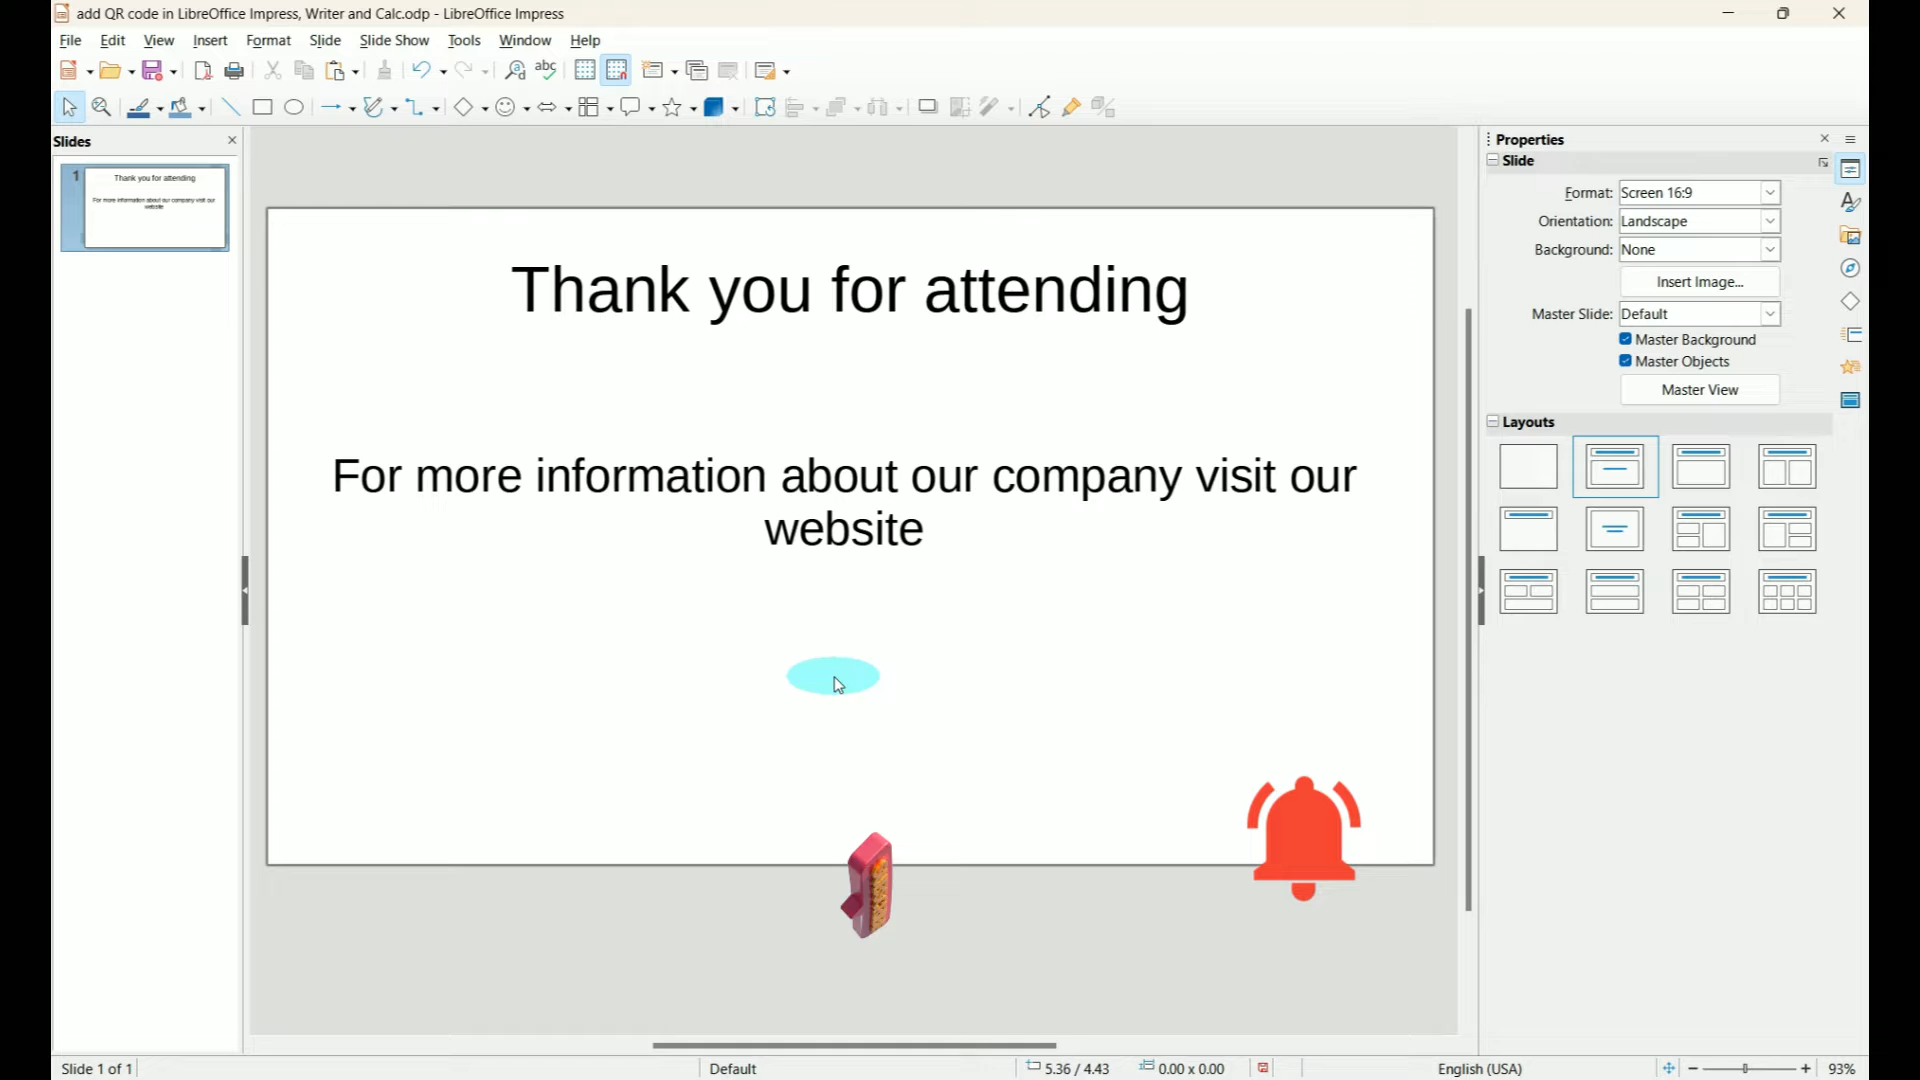 add QR code in LibreOffice Impress, Writer and Calc.odp - LibreOffice Impress
File Edit View Insert Format Slide Slide Show Tools Window Help
abc
Slides
1
Thank you for attending
For more information about our company visit our
website
Thank you for attending
For more information about our company visit our
website
Properties
Slide
Format: Screen 16:9
Orientation: Landscape
Background: None
Insert Image...
Master Slide: Default
Master Background
Master Objects
Master View
Layouts
Slide 1 of 1 Default 5.36 / 4.43 0.00 x 0.00 English (USA) 93%